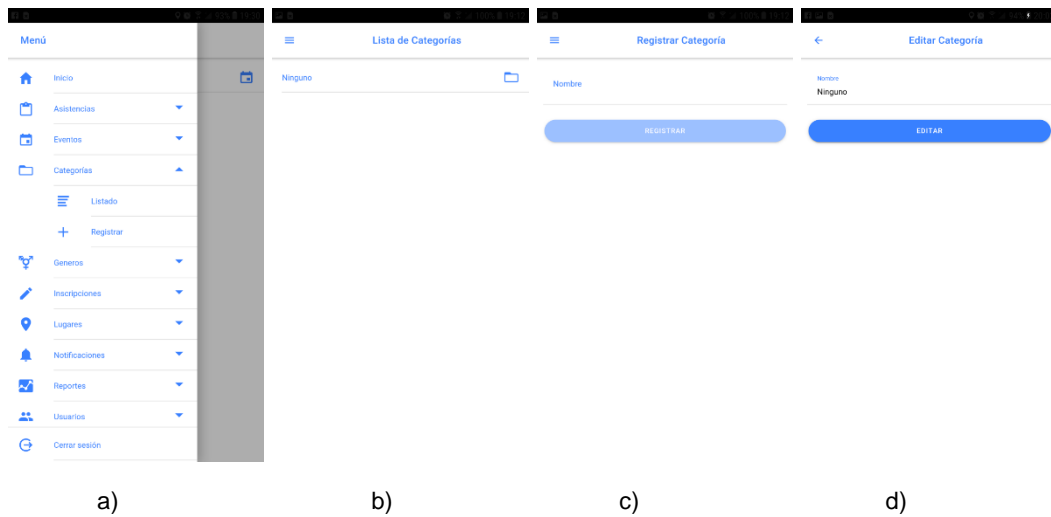 Menú
Inicio
Asistencias
Eventos
Categorías
Listado
Registrar
Generos
Inscripciones
Lugares
Notificaciones
Reportes
Usuarios
Cerrar sesión
a)
Lista de Categorías
Ninguno
b)
Registrar Categoría
Nombre
REGISTRAR
c)
Editar Categoría
Nombre
Ninguno
EDITAR
d)